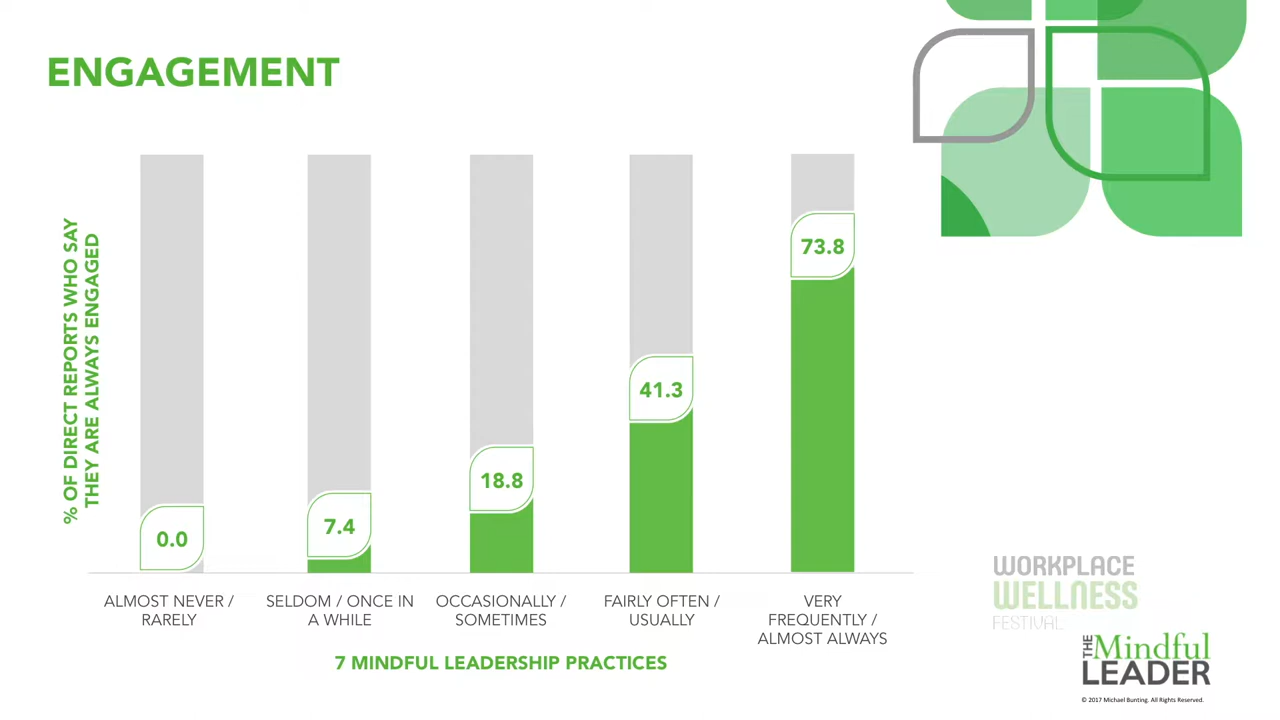 ENGAGEMENT
% OF DIRECT REPORTS WHO SAY
THEY ARE ALWAYS ENGAGED
0.0
7.4
18.8
41.3
73.8
ALMOST NEVER /
RARELY
SELDOM / ONCE IN
A WHILE
OCCASIONALLY /
SOMETIMES
FAIRLY OFTEN /
USUALLY
VERY
FREQUENTLY /
ALMOST ALWAYS
7 MINDFUL LEADERSHIP PRACTICES
WORKPLACE
WELLNESS
FESTIVAL
THE Mindful
LEADER
© 2017 Michael Bunting. All Rights Reserved.